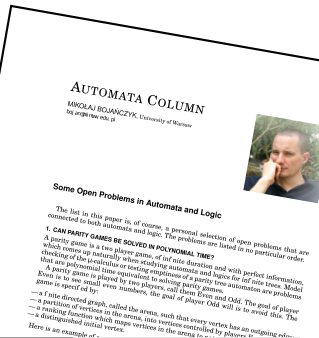 AUTOMATA COLUMN
MIKOŁAJ BOJAŃCZYK, University of Warsaw
Some Open Problems in Automata and Logic
The list in this paper is, of course, a personal selection of open problems that are
connected to both automata and logic. The problems are listed in no particular order.
1. CAN PARITY GAMES BE SOLVED IN POLYNOMIAL TIME?
A parity game is a two player game, of inf nite duration and with perfect information,
which comes up naturally when studying automata and logics for inf nite trees. Model
checking of the μ-calculus or testing emptiness of a parity tree automaton are problems
that are polynomial time equivalent to solving parity games.
A parity game is played by two players, call them Even and Odd. The goal of player
Even is to see small even numbers, the goal of player Odd will is to avoid this. The
game is specif ed by:
— a f nite directed graph, called the arena, such that every vertex has an outgoing
— a partition of vertices in the arena, into vertices controlled by players
— a ranking function which maps vertices in the arena to
— a distinguished initial vertex.
Here is an example of